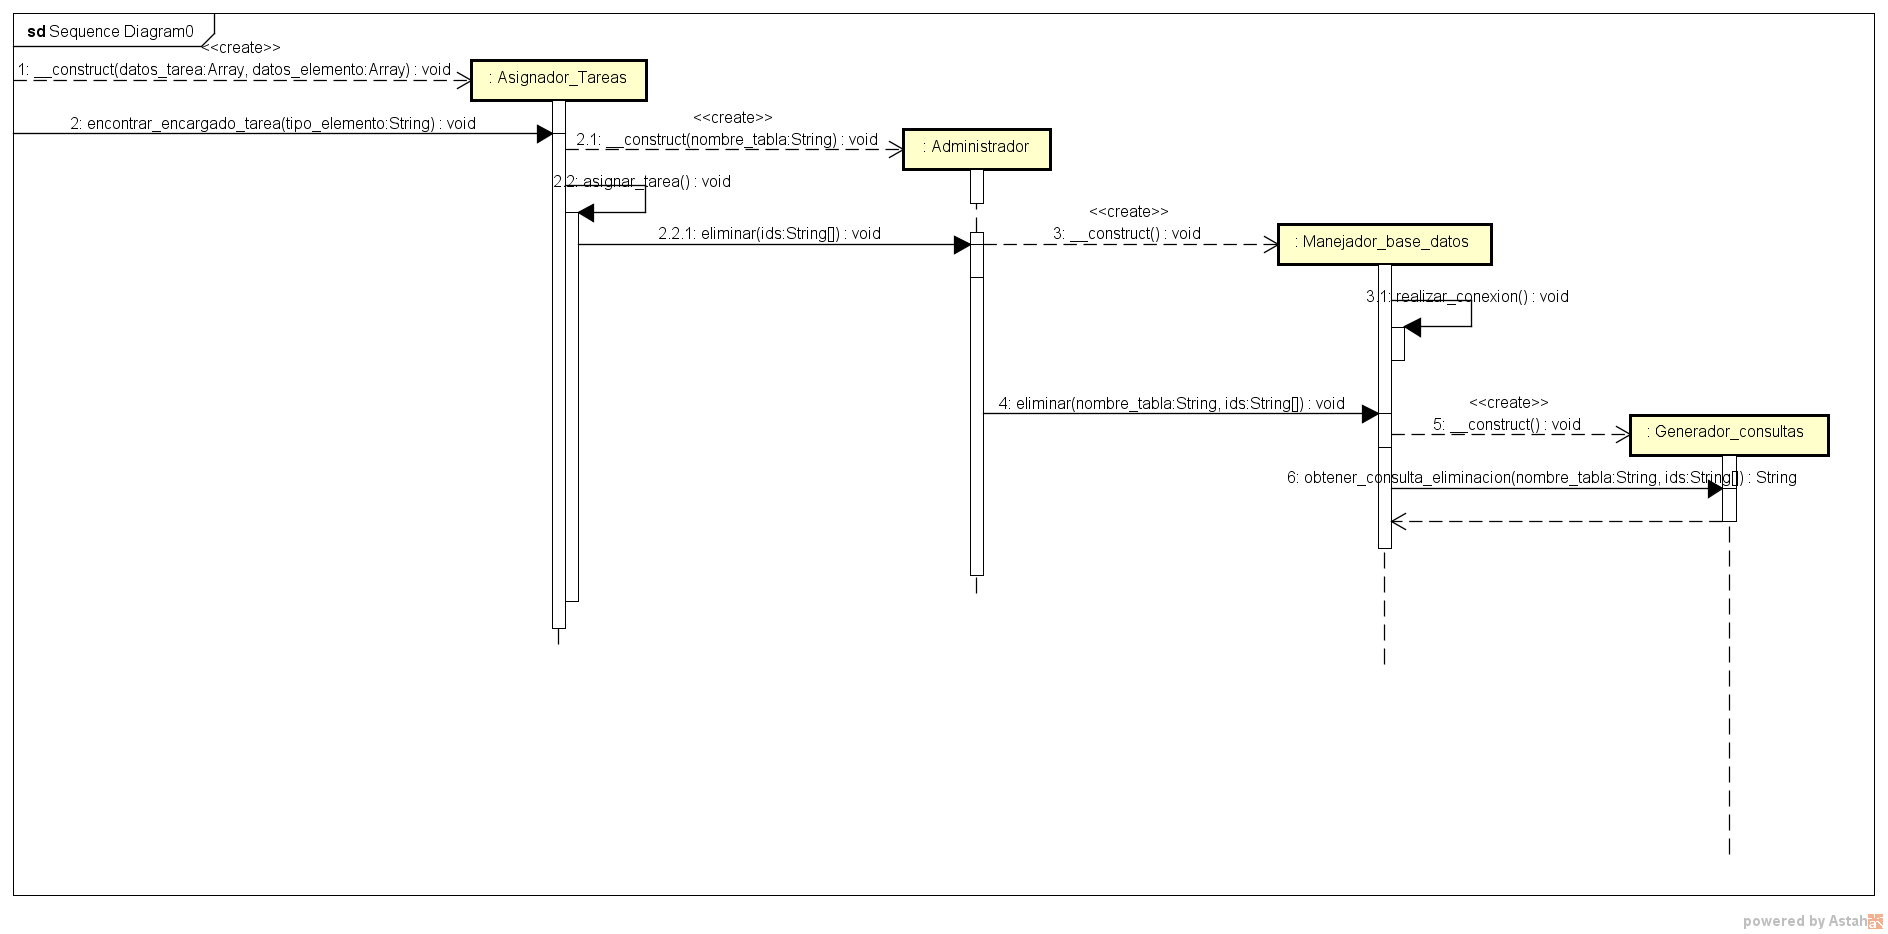 sd Sequence Diagram0
<<create>>
1: __construct(datos_tarea:Array, datos_elemento:Array) : void
: Asignador_Tareas
2: encontrar_encargado_tarea(tipo_elemento:String) : void
<<create>>
2.1: __construct(nombre_tabla:String) : void
: Administrador
2.2: asignar_tarea() : void
<<create>>
2.2.1: eliminar(ids:String[]) : void
3: __construct() : void
: Manejador_base_datos
3.1: realizar_conexion() : void
4: eliminar(nombre_tabla:String, ids:String[]) : void
<<create>>
5: __construct() : void
: Generador_consultas
6: obtener_consulta_eliminacion(nombre_tabla:String, ids:String[]) : String
powered by Astah